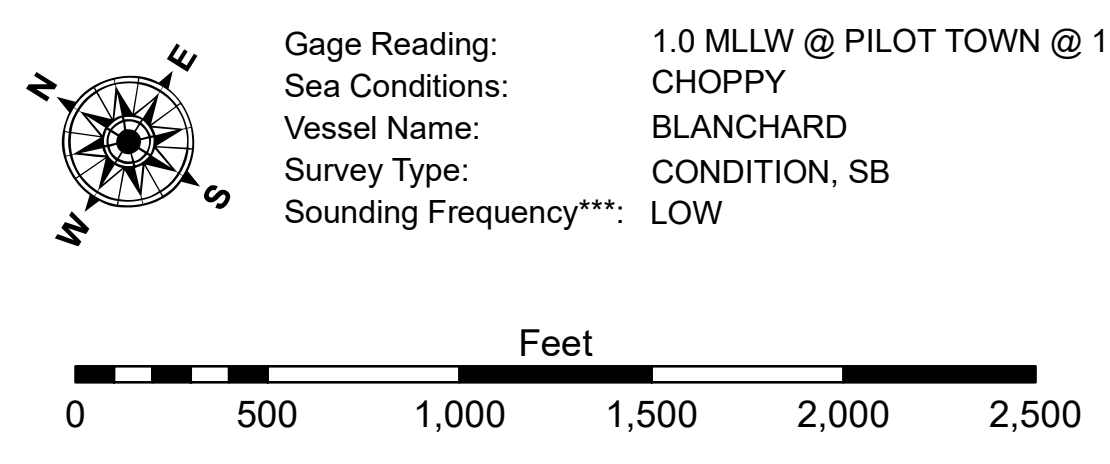 N
E
W
S
Gage Reading: 1.0 MLLW @ PILOT TOWN @ 1
Sea Conditions: CHOPPY
Vessel Name: BLANCHARD
Survey Type: CONDITION, SB
Sounding Frequency***: LOW
Feet
0 500 1,000 1,500 2,000 2,500